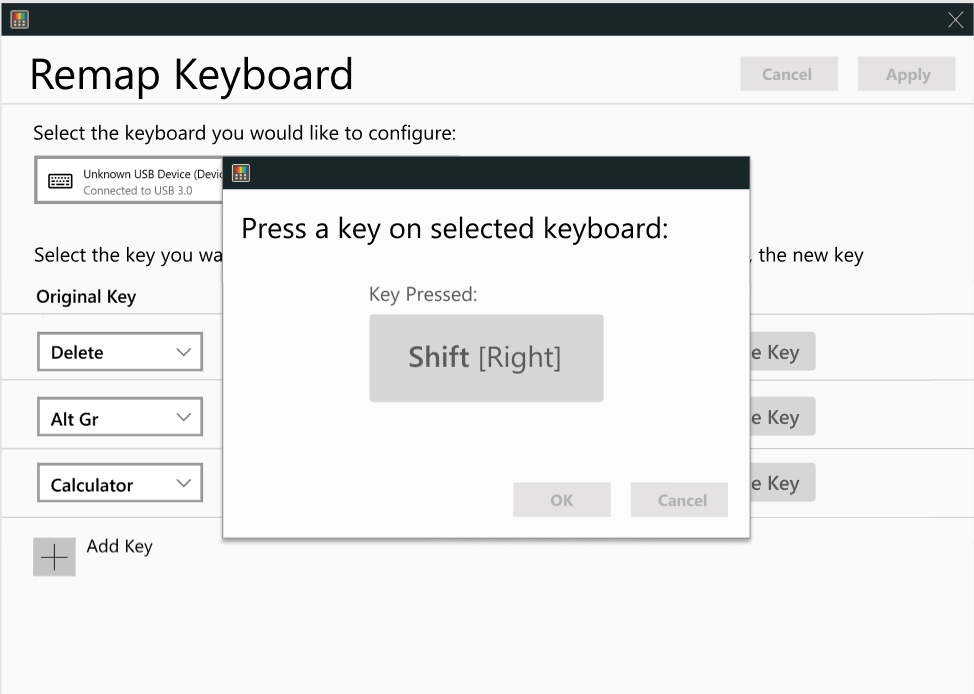 Remap Keyboard
Cancel
Apply
Select the keyboard you would like to configure:
Unknown USB Device (Devi
Connected to USB 3.0
Press a key on selected keyboard:
Select the key you wa
, the new key
Original Key
Key Pressed:
Delete
Shift [Right]
e Key
Alt Gr
e Key
Calculator
e Key
OK
Cancel
Add Key